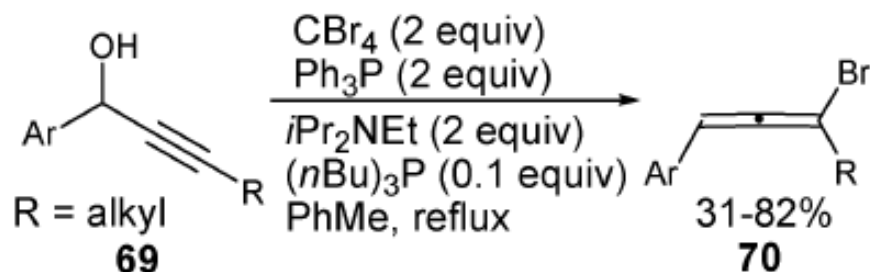 OH
Ar
R
R = alkyl
69
CBr₄ (2 equiv)
Ph₃P (2 equiv)
iPr₂NEt (2 equiv)
(nBu)₃P (0.1 equiv)
PhMe, reflux
Br
Ar
R
31-82%
70